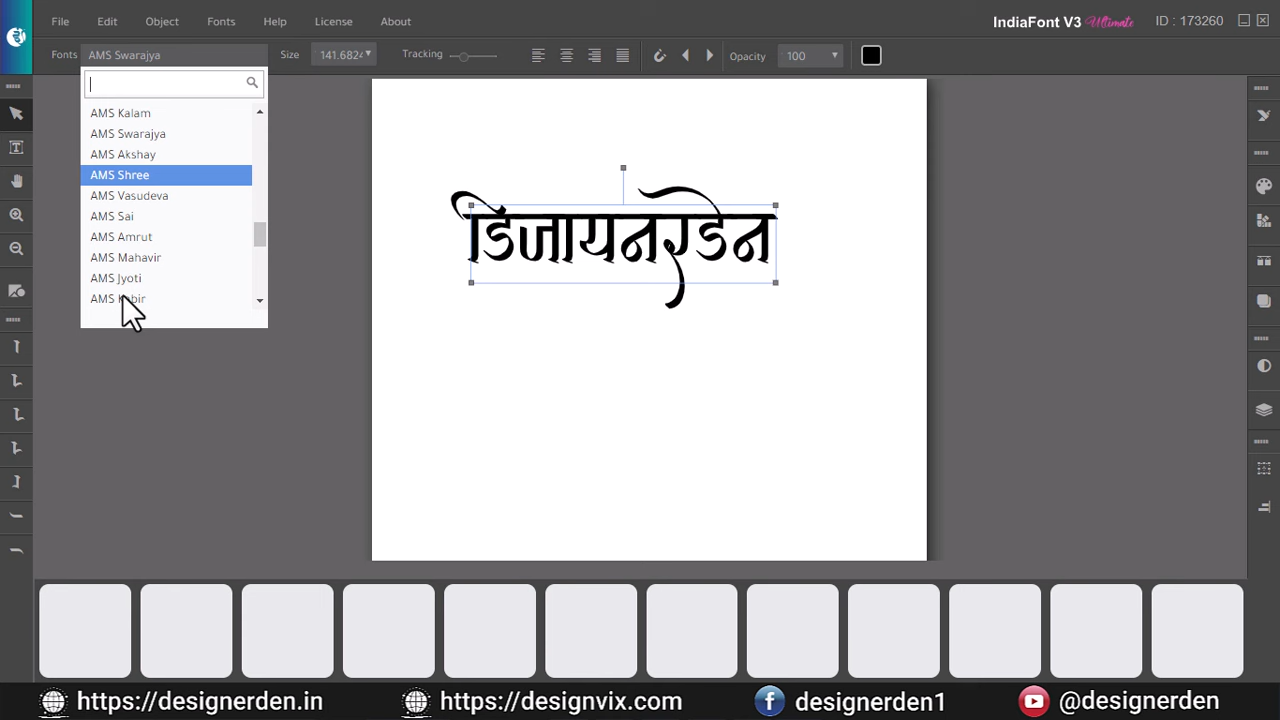 File Edit Object Fonts Help License About IndiaFont V3 Ultimate ID : 173260
Fonts AMS Swarajya Size 141.682 Tracking Opacity 100
AMS Kalam
AMS Swarajya
AMS Akshay
AMS Shree
AMS Vasudeva
AMS Sai
AMS Amrut
AMS Mahavir
AMS Jyoti
AMS
डिजायनरडेन
https://designerden.in https://designvix.com designerden1 @designerden